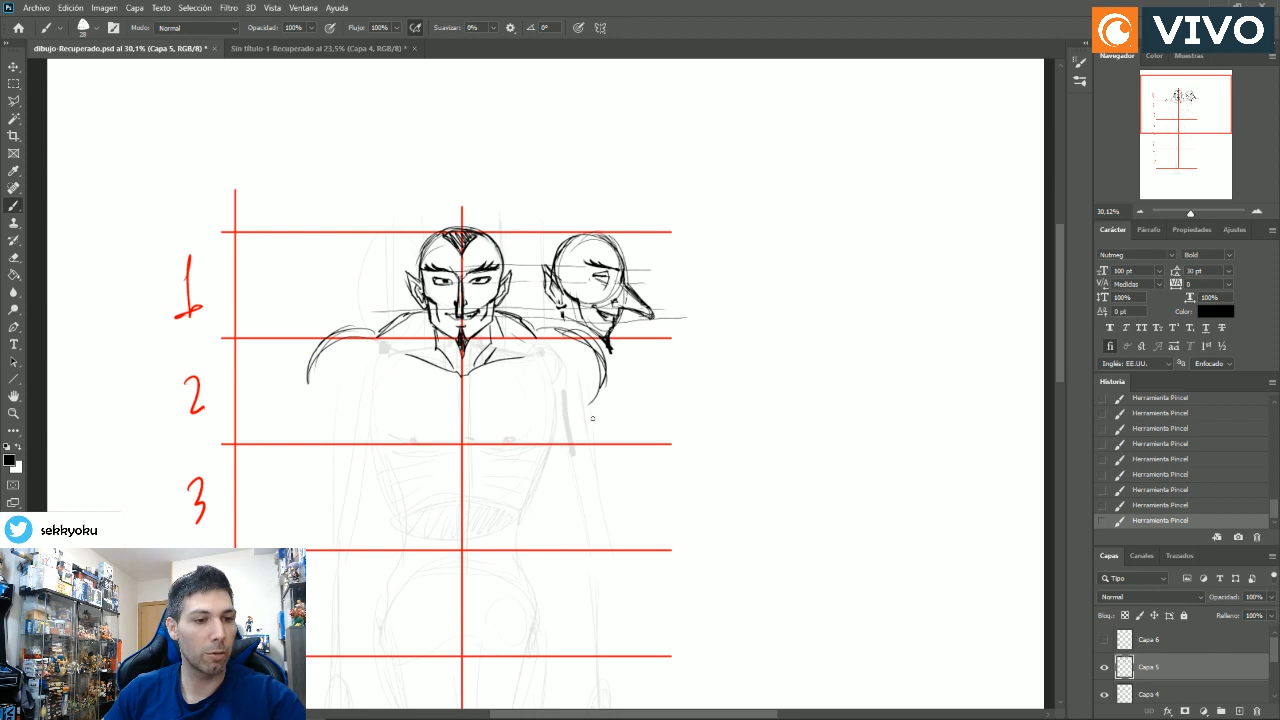 Archivo Edición Imagen Capa Texto Selección Filtro 3D Vista Ventana Ayuda
28 Modo: Normal Opacidad: 100% Flujo: 100% Suavizar: 0% 0°
dibujo-Recuperado.psd al 30,1% (Capa 5, RGB/8) * × Sin título-1-Recuperado al 23,5% (Capa 4, RGB/8) * ×
VIVO
Navegador Color Muestras
30,12%
Carácter Párrafo Propiedades Ajustes
Nutmeg Bold
100 pt 30 pt
Medidas 0
100% 100%
0 pt Color:
Inglés: EE.UU. Enfocado
Historia
Herramienta Pincel
Herramienta Pincel
Herramienta Pincel
Herramienta Pincel
Herramienta Pincel
Herramienta Pincel
Herramienta Pincel
Herramienta Pincel
Herramienta Pincel
Capas Canales Trazados
Tipo
Normal Opacidad: 100%
Bloq.: Relleno: 100%
Capa 6
Capa 5
Capa 4
1
2
3
sekkyoku